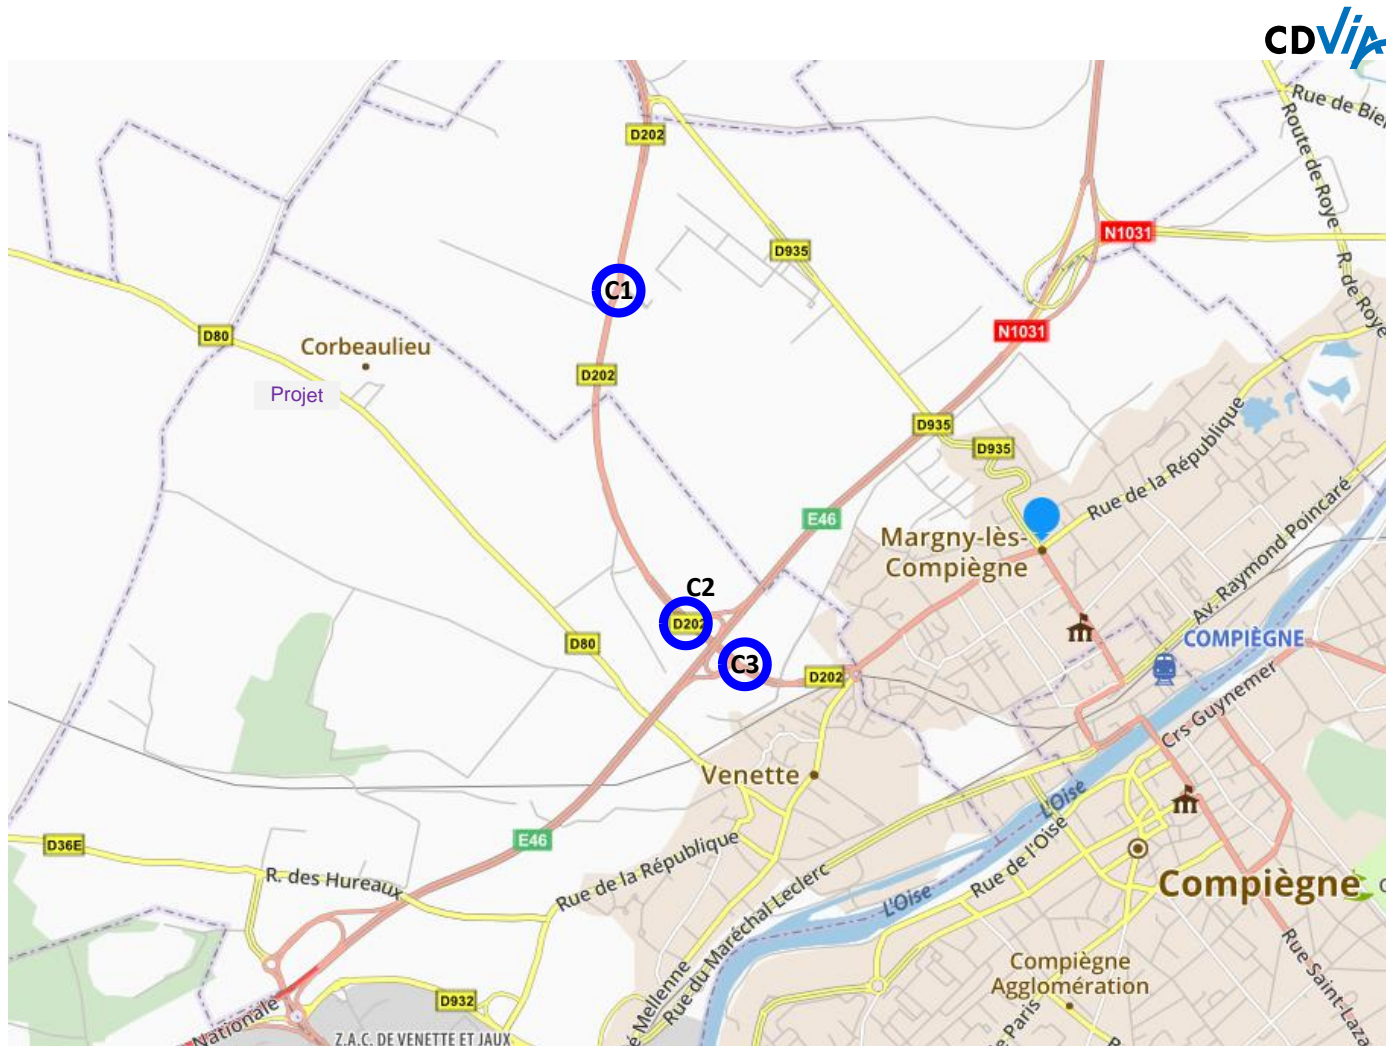 CDVIA
Rue de Bie
Route de Roye
D202
N1031
D935
R. de Roye
C1
N1031
D80
Corbeaulieu
D202
Projet
D935
D935
Rue de la République
Av. Raymond Poincaré
E46
Margny-lès-
Compiègne
C2
D202
D80
COMPIÈGNE
C3
D202
Crs Guynemer
Venette
L'Oise
E46
D36E
Rue de la République
Rue de l'Oise
R. des Hureaux
Rue du Maréchal Leclerc
L'Oise
Compiègne
C
Rue Saint-Laza
Compiègne
Agglomération
é Mellenne
D932
Nationale
e Paris
Z.A.C. DE VENETTE ET JAUX